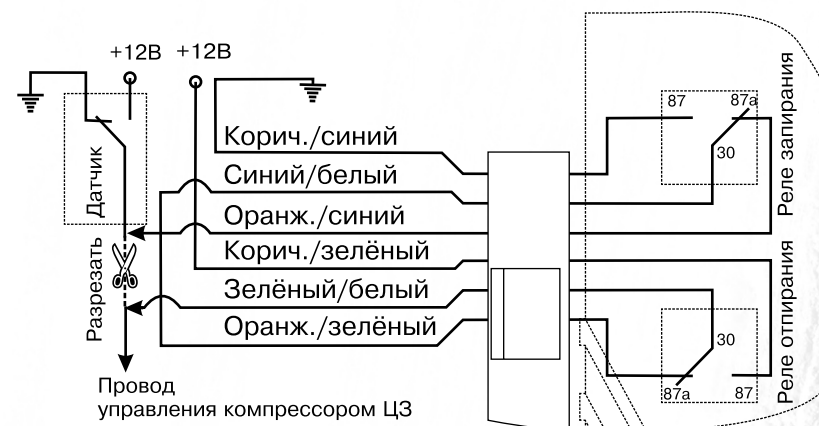 +12В +12В
Датчик
Разрезать
Корич./синий
Синий/белый
Оранж./синий
Корич./зелёный
Зелёный/белый
Оранж./зелёный
Провод
управления компрессором ЦЗ
87 87а
30
Реле запирания
30
87а 87
Реле отпирания